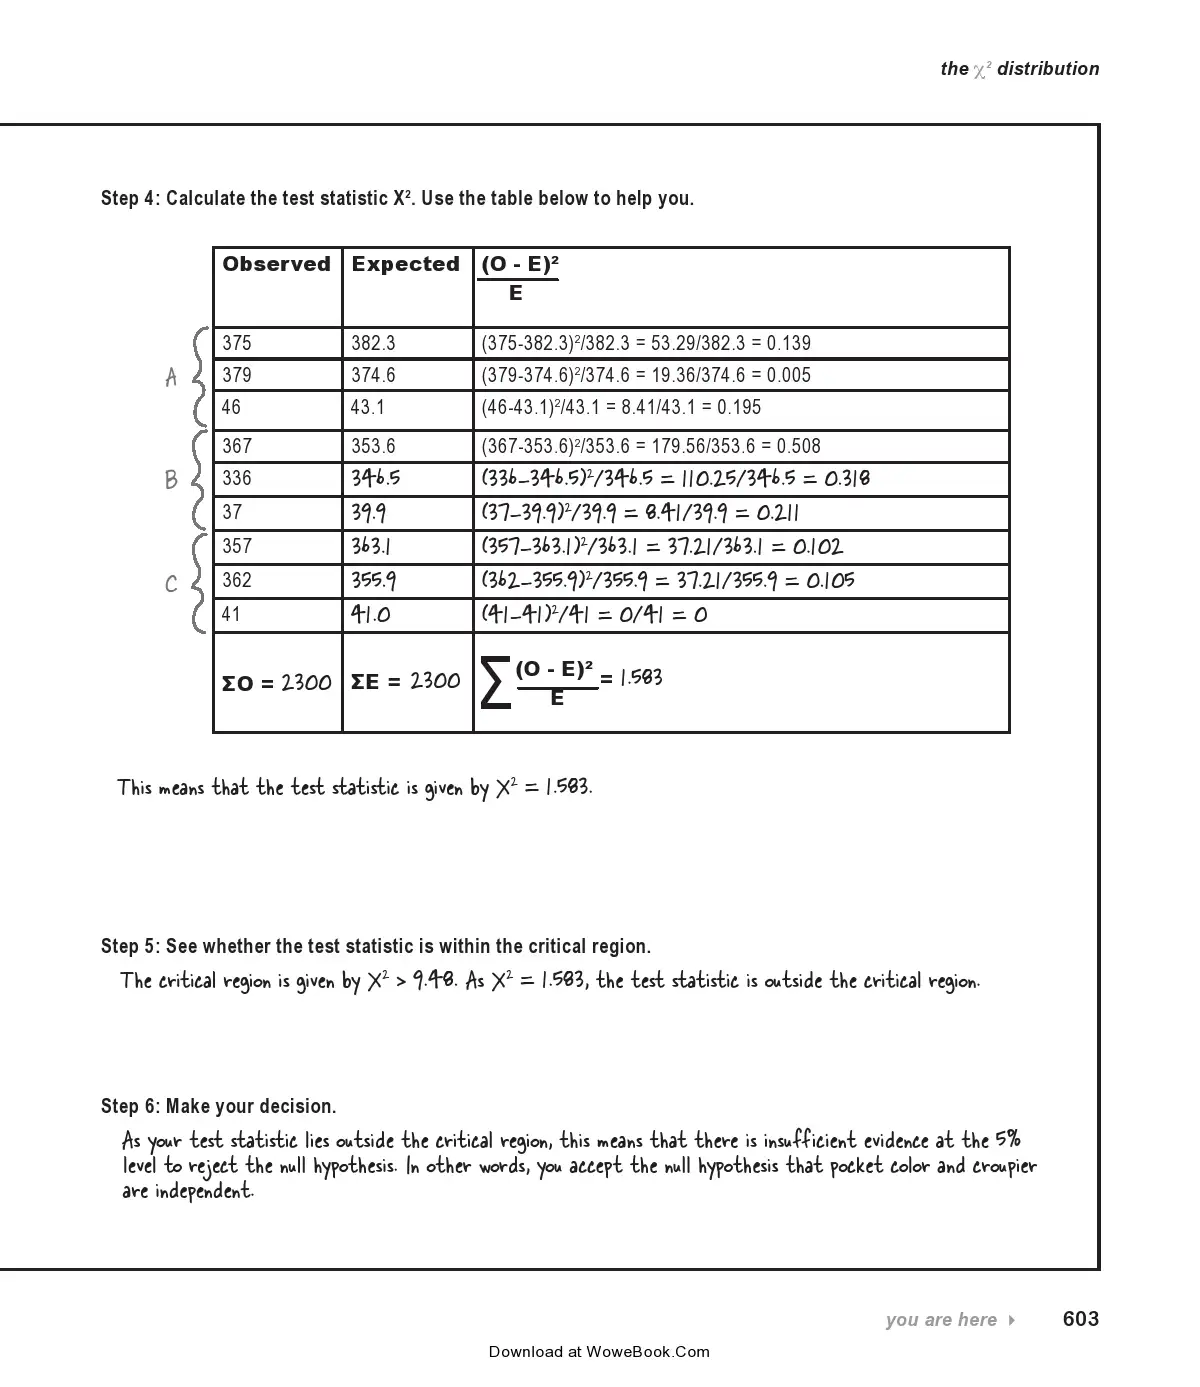 the χ² distribution
Step 4: Calculate the test statistic X². Use the table below to help you.
Observed Expected (O - E)²
E
375 382.3 (375-382.3)²/382.3 = 53.29/382.3 = 0.139
A 379 374.6 (379-374.6)²/374.6 = 19.36/374.6 = 0.005
46 43.1 (46-43.1)²/43.1 = 8.41/43.1 = 0.195
367 353.6 (367-353.6)²/353.6 = 179.56/353.6 = 0.508
B 336 346.5 (336-346.5)²/346.5 = 110.25/346.5 = 0.318
37 39.9 (37-39.9)²/39.9 = 8.41/39.9 = 0.211
357 363.1 (357-363.1)²/363.1 = 37.21/363.1 = 0.102
C 362 355.9 (362-355.9)²/355.9 = 37.21/355.9 = 0.105
41 41.0 (41-41)²/41 = 0/41 = 0
ΣO = 2300 ΣE = 2300 ∑ (O - E)² = 1.583
E
This means that the test statistic is given by X² = 1.583.
Step 5: See whether the test statistic is within the critical region.
The critical region is given by X² > 9.48. As X² = 1.583, the test statistic is outside the critical region.
Step 6: Make your decision.
As your test statistic lies outside the critical region, this means that there is insufficient evidence at the 5%
level to reject the null hypothesis. In other words, you accept the null hypothesis that pocket color and croupier
are independent.
you are here ▸ 603
Download at WoweBook.Com